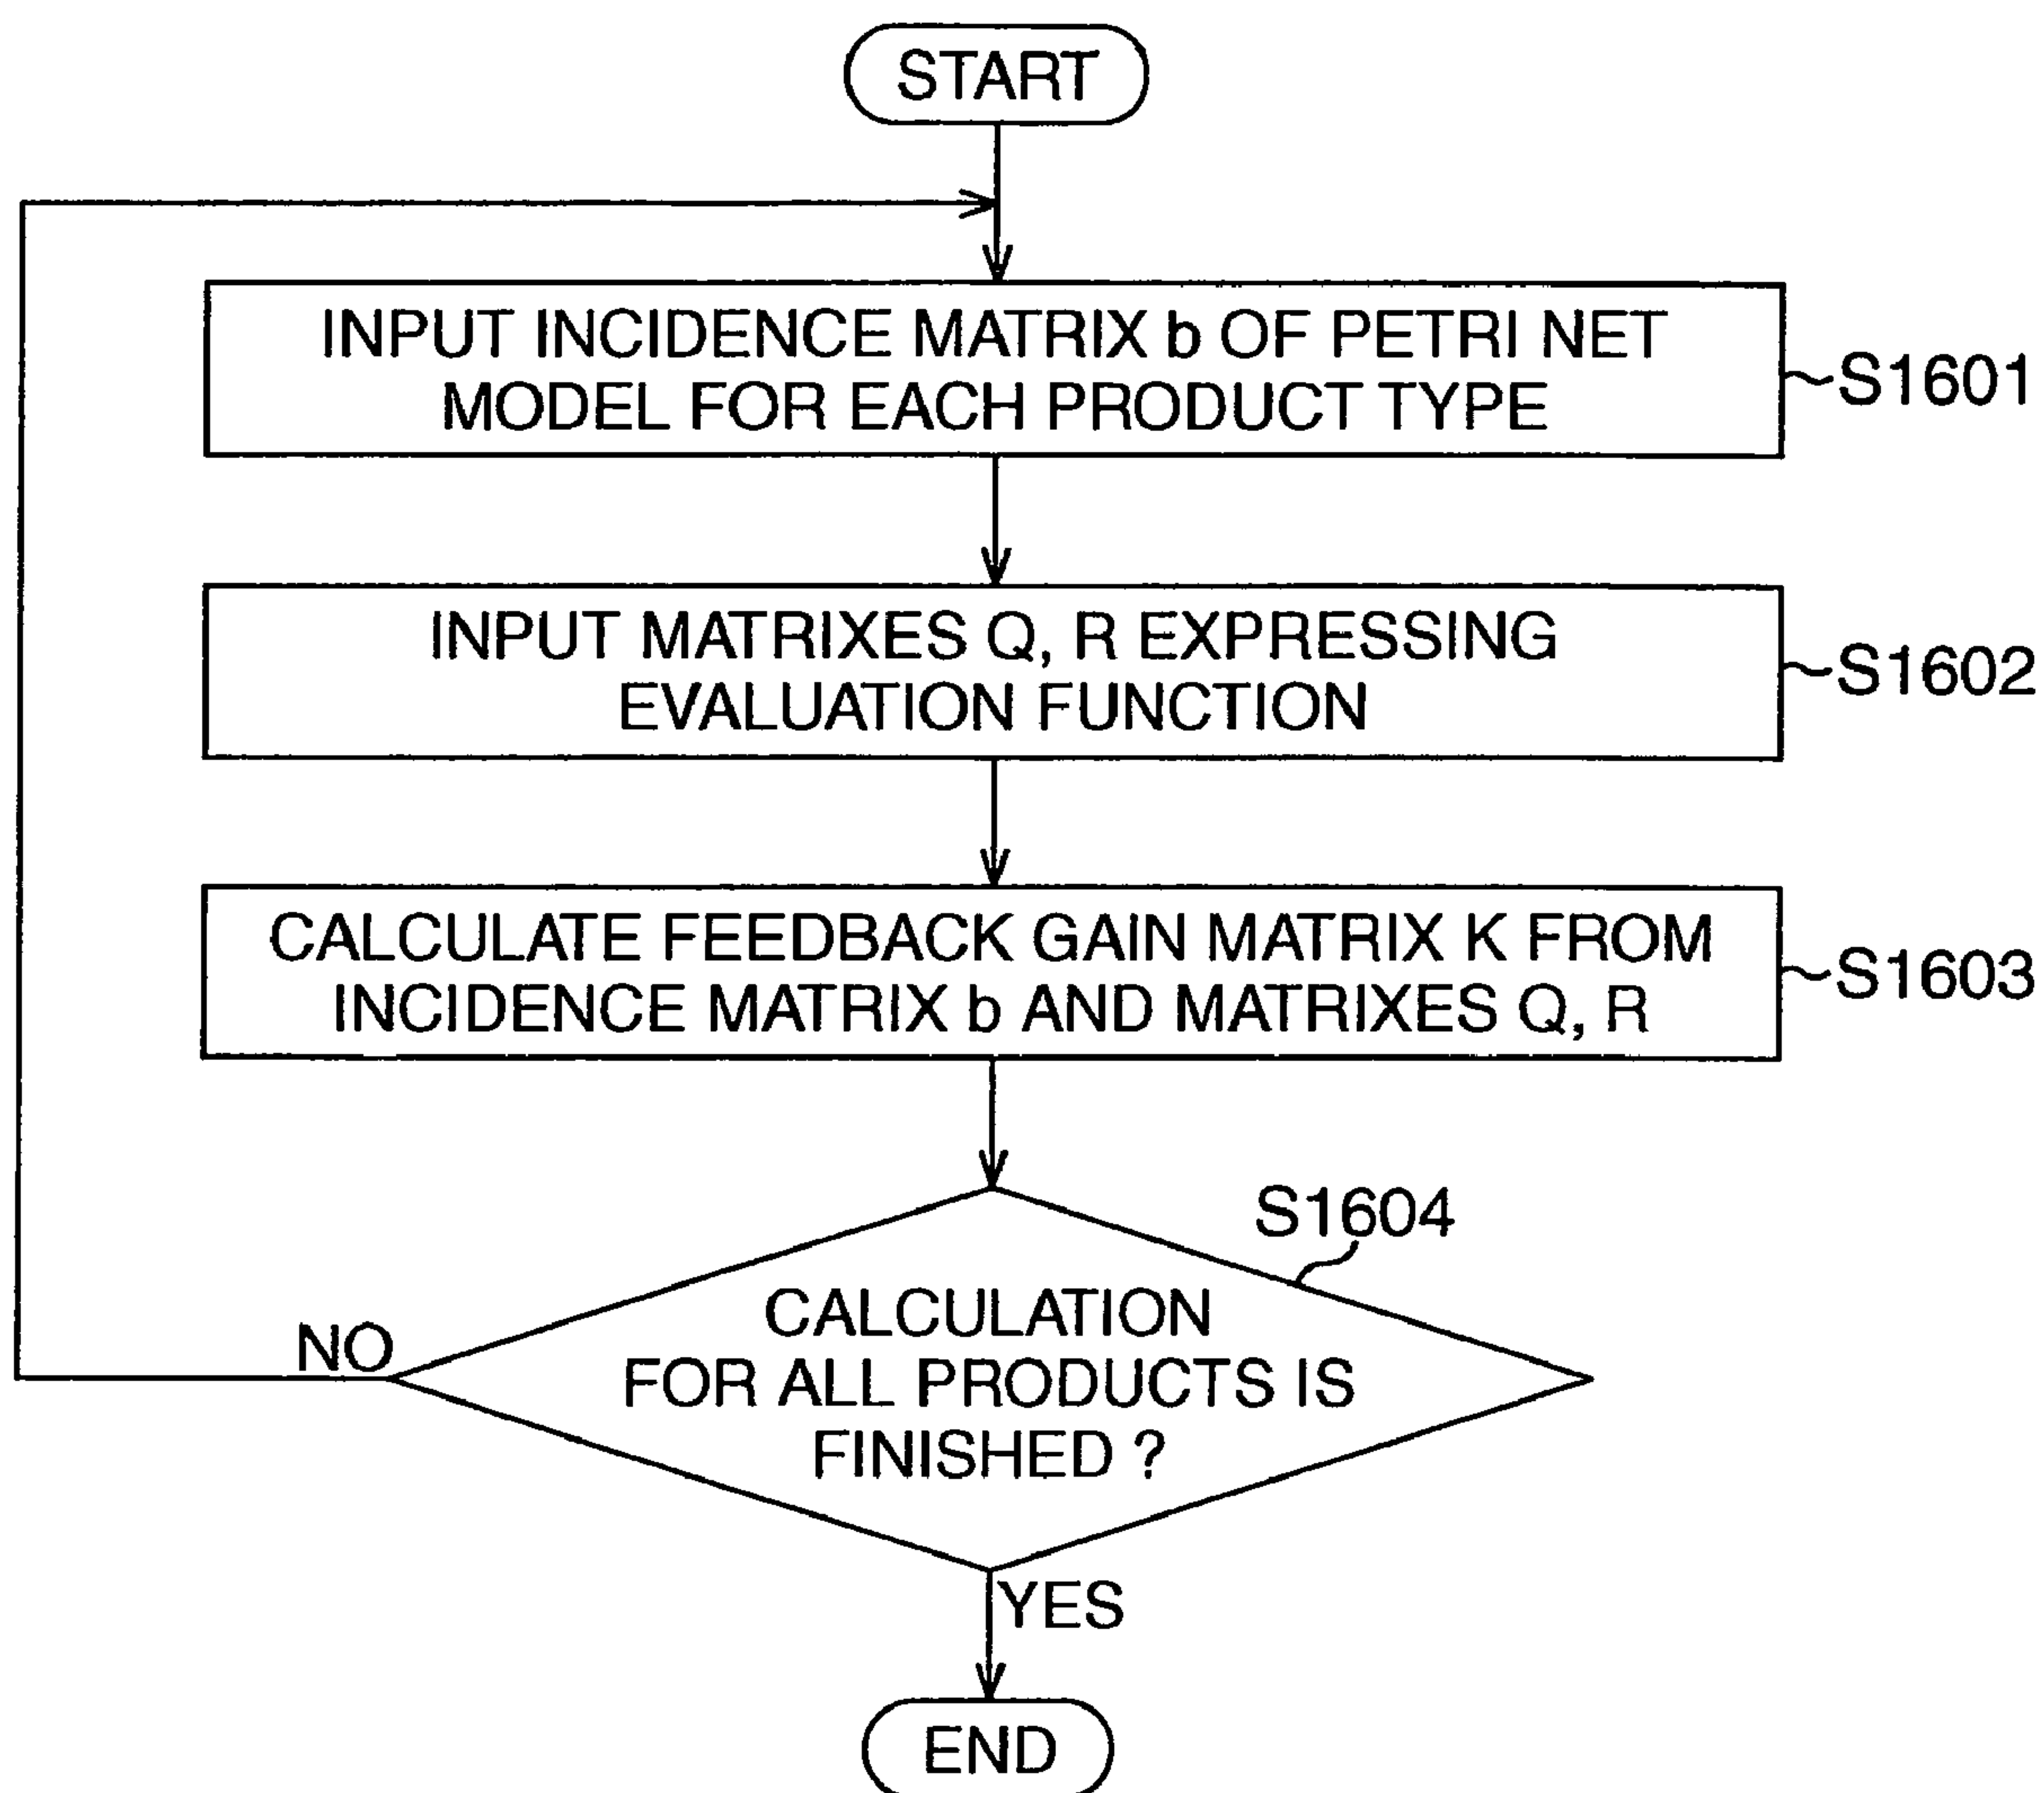 START
INPUT INCIDENCE MATRIX b OF PETRI NET
MODEL FOR EACH PRODUCT TYPE
S1601
INPUT MATRIXES Q, R EXPRESSING
EVALUATION FUNCTION
S1602
CALCULATE FEEDBACK GAIN MATRIX K FROM
INCIDENCE MATRIX b AND MATRIXES Q, R
S1603
S1604
CALCULATION
FOR ALL PRODUCTS IS
FINISHED ?
NO
YES
END